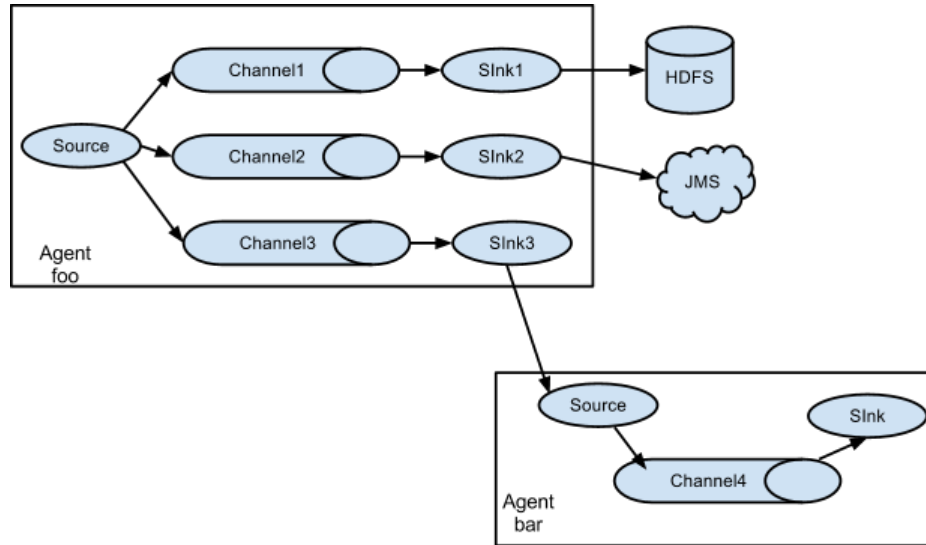 Channel1
SInk1
HDFS
Source
Channel2
SInk2
JMS
Channel3
SInk3
Agent
foo
Source
SInk
Channel4
Agent
bar